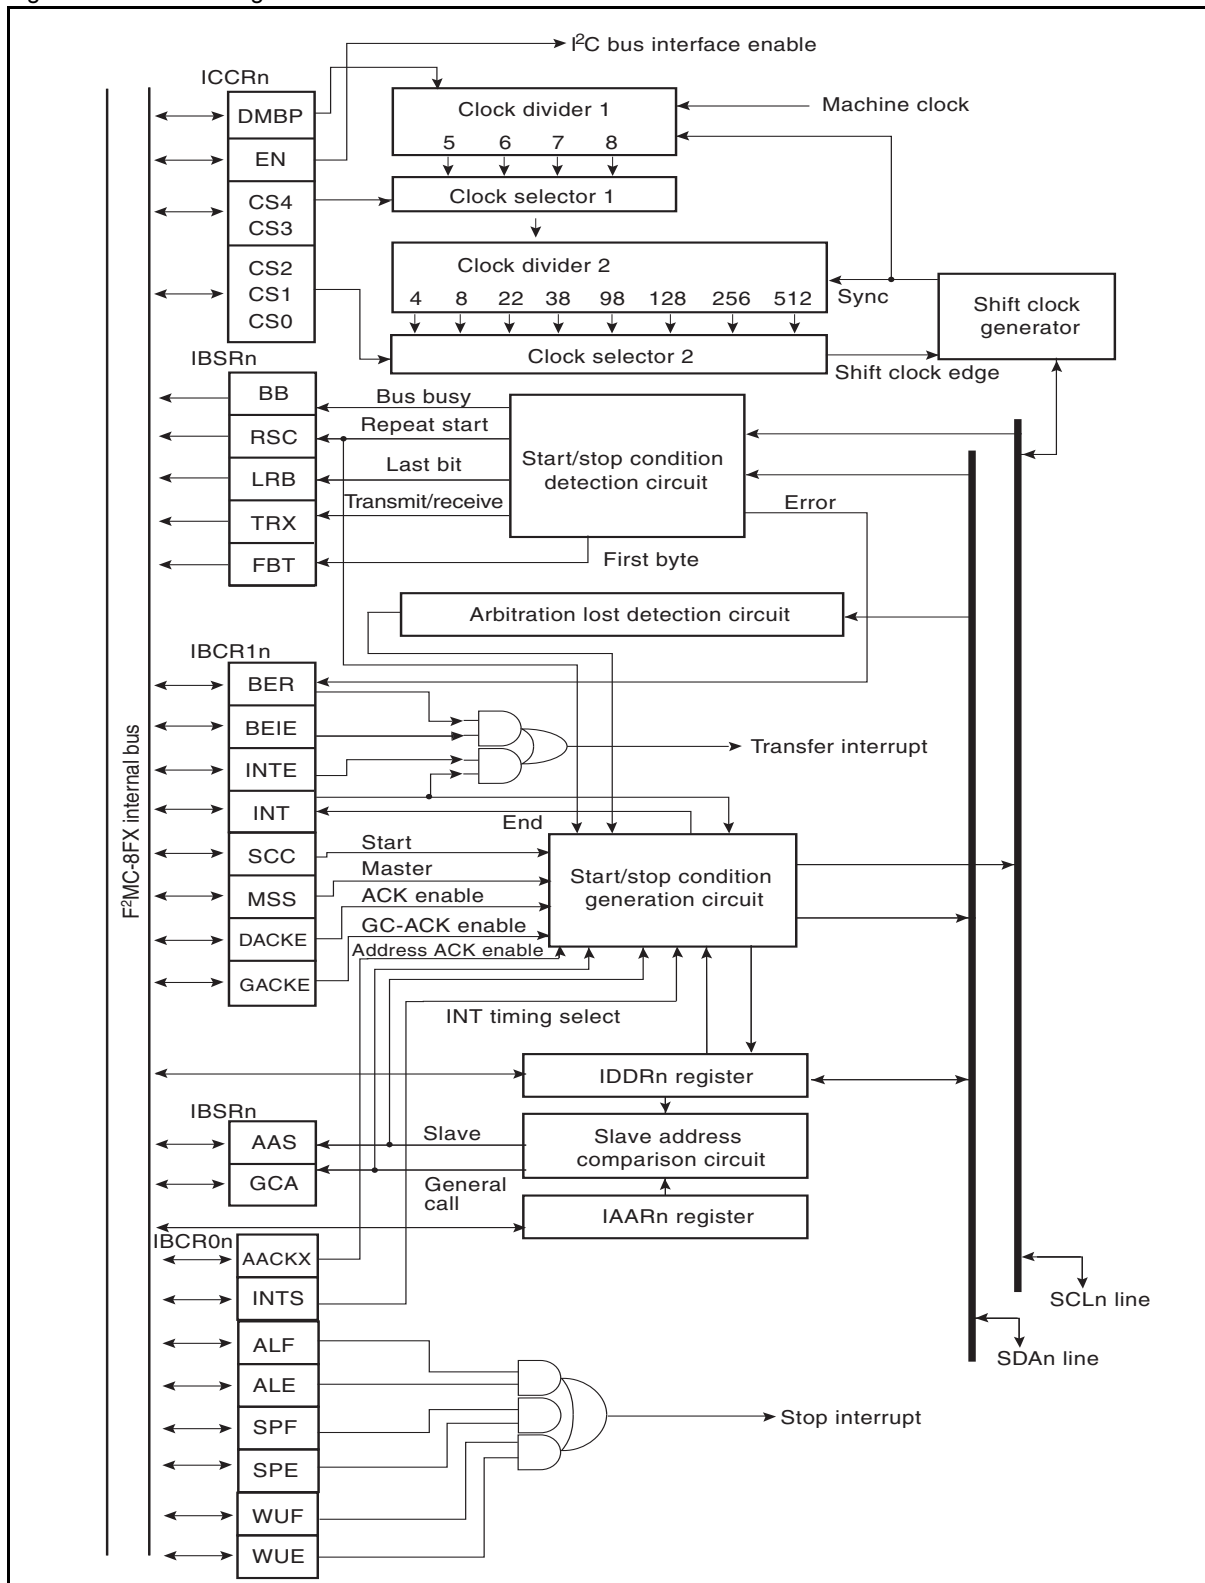 I²C bus interface enable
ICCRn
DMBP
EN
CS4
CS3
CS2
CS1
CS0
Clock divider 1
5 6 7 8
Machine clock
Clock selector 1
Clock divider 2
4 8 22 38 98 128 256 512
Sync
Shift clock
generator
Clock selector 2
Shift clock edge
IBSRn
BB
RSC
LRB
TRX
FBT
Bus busy
Repeat start
Last bit
Transmit/receive
First byte
Start/stop condition
detection circuit
Error
Arbitration lost detection circuit
IBCR1n
BER
BEIE
INTE
INT
SCC
MSS
DACKE
GACKE
Transfer interrupt
End
Start
Master
ACK enable
GC-ACK enable
Address ACK enable
Start/stop condition
generation circuit
INT timing select
F²MC-8FX internal bus
IDDRn register
IBSRn
AAS
GCA
Slave
General
call
Slave address
comparison circuit
IAARn register
IBCR0n
AACKX
INTS
ALF
ALE
SPF
SPE
WUF
WUE
SCLn line
SDAn line
Stop interrupt